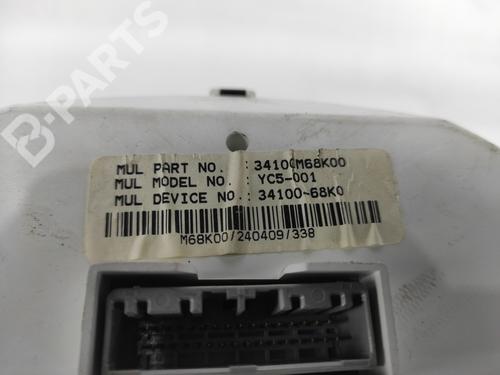 B-PARTS
MUL PART NO. : 34100M68K00
MUL MODEL NO. : YC5-001
MUL DEVICE NO.: 34100-68K0
M68K00/240409/338